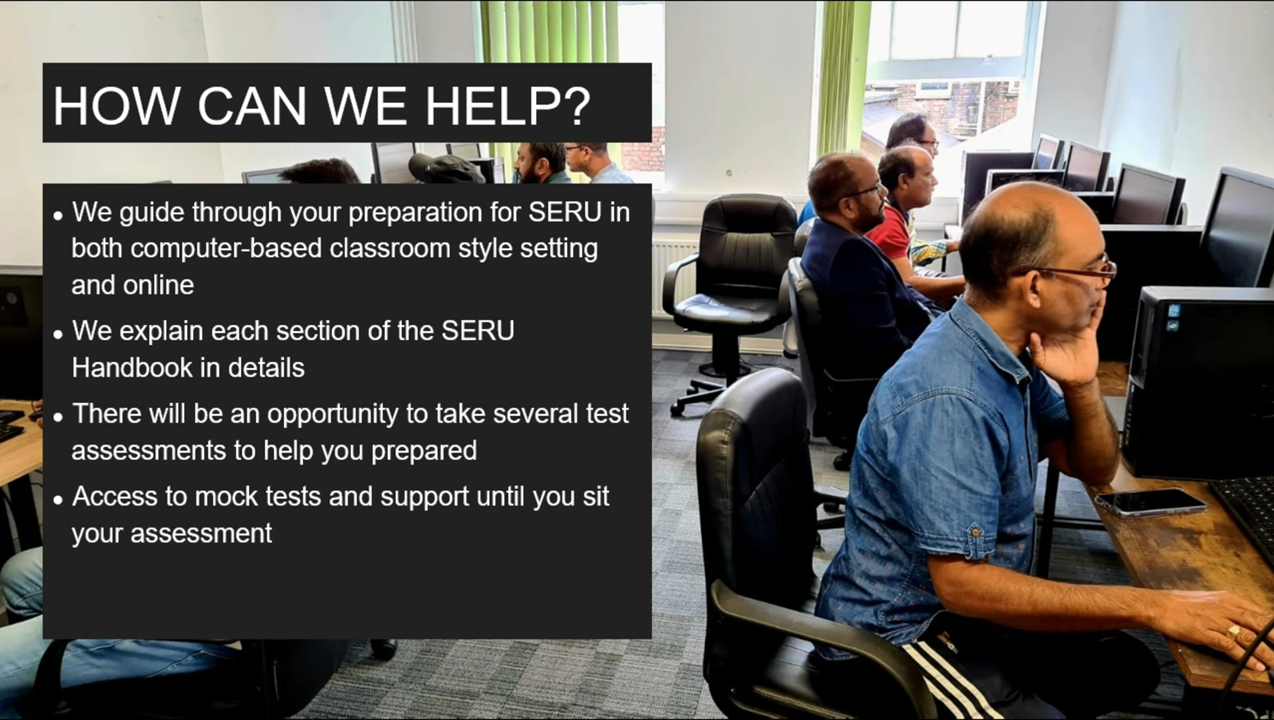 HOW CAN WE HELP?
• We guide through your preparation for SERU in
both computer-based classroom style setting
and online
• We explain each section of the SERU
Handbook in details
• There will be an opportunity to take several test
assessments to help you prepared
• Access to mock tests and support until you sit
your assessment